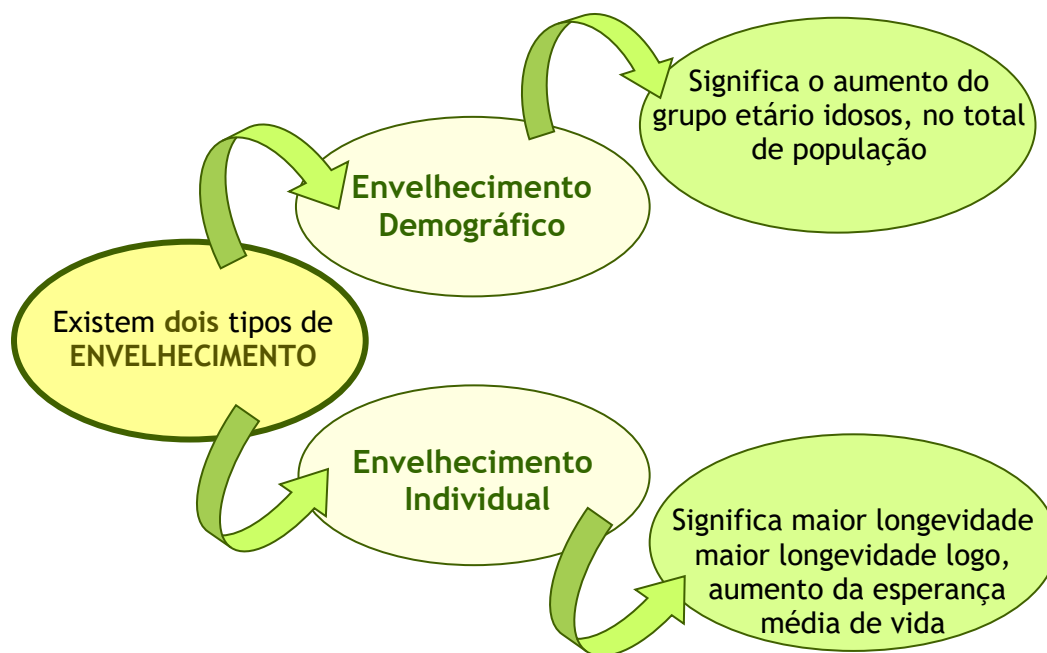 Existem dois tipos de
ENVELHECIMENTO
Envelhecimento
Demográfico
Significa o aumento do
grupo etário idosos, no total
de população
Envelhecimento
Individual
Significa maior longevidade
maior longevidade logo,
aumento da esperança
média de vida